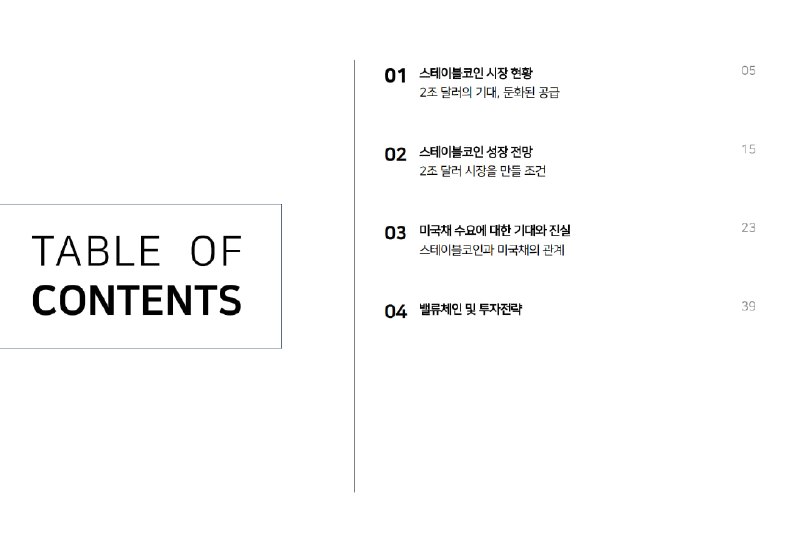 TABLE OF
CONTENTS
01 스테이블코인 시장 현황 05
2조 달러의 기대, 둔화된 공급
02 스테이블코인 성장 전망 15
2조 달러 시장을 만들 조건
03 미국채 수요에 대한 기대와 진실 23
스테이블코인과 미국채의 관계
04 밸류체인 및 투자전략 39